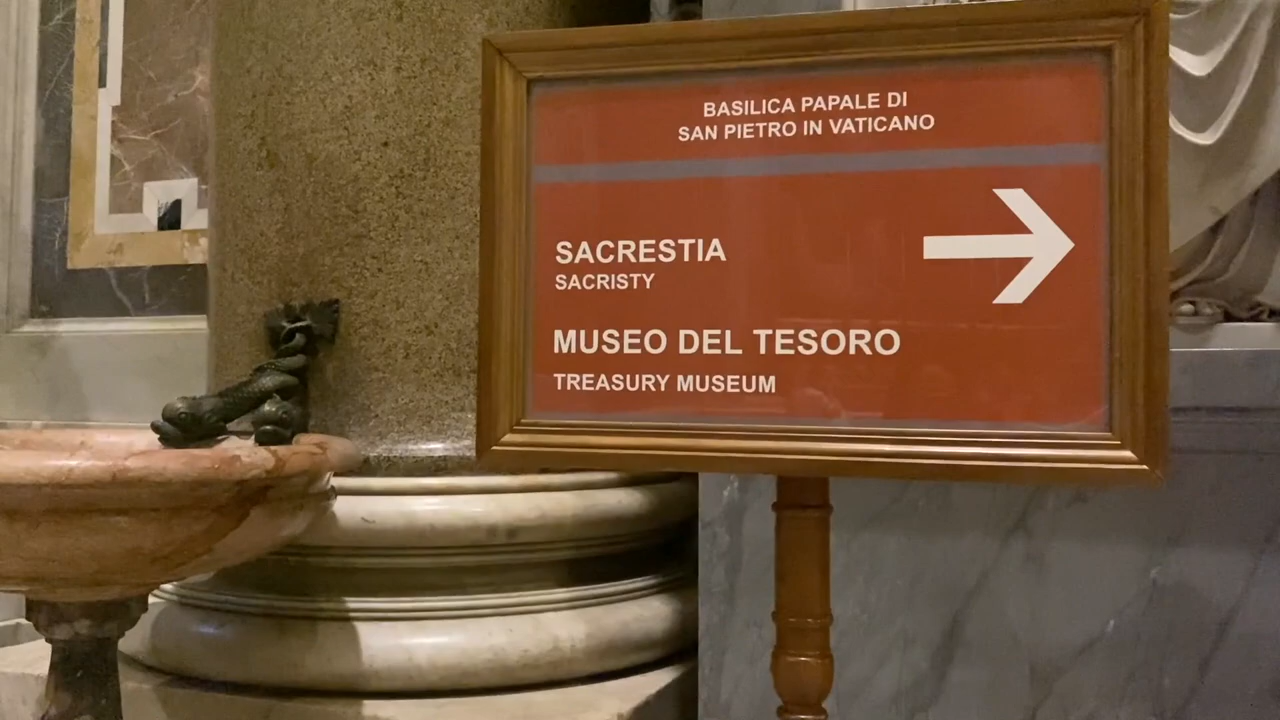 BASILICA PAPALE DI
SAN PIETRO IN VATICANO
SACRESTIA
SACRISTY
MUSEO DEL TESORO
TREASURY MUSEUM